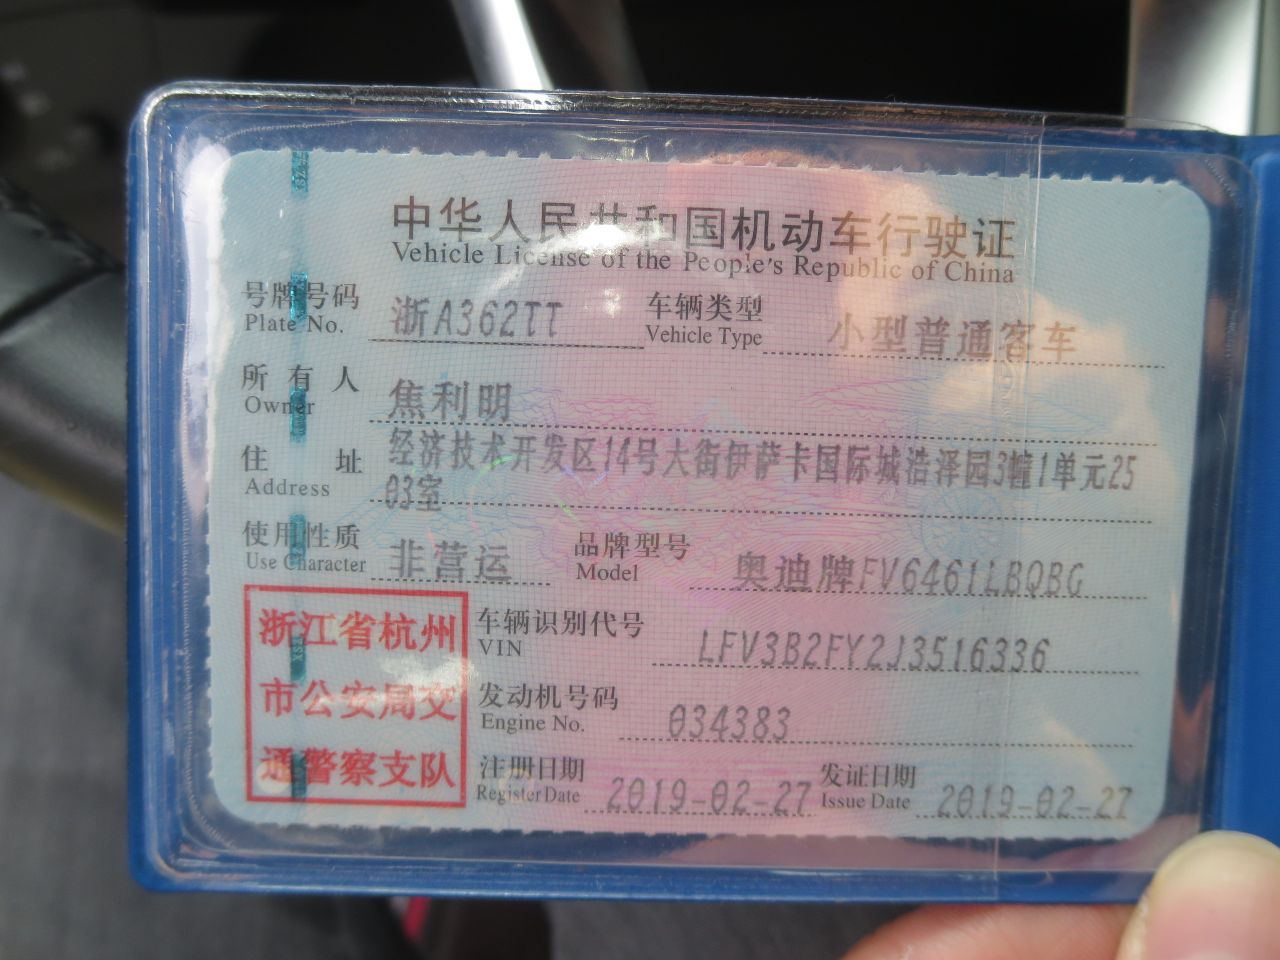 中华人民共和国机动车行驶证
Vehicle License of the People's Republic of China
号牌号码 浙A362TT 车辆类型 小型普通客车
Plate No. Vehicle Type
所有人 焦利明
Owner
住址 经济技术开发区14号大街伊萨卡国际城浩泽园3幢1单元25
Address 03室
使用性质 非营运 品牌型号 奥迪牌FV6461LBQBG
Use Character Model
浙江省杭州
市公安局交
通警察支队
车辆识别代号 LFV3B2FY2J3516336
VIN
发动机号码 034383
Engine No.
注册日期 2019-02-27 发证日期 2019-02-27
Register Date Issue Date